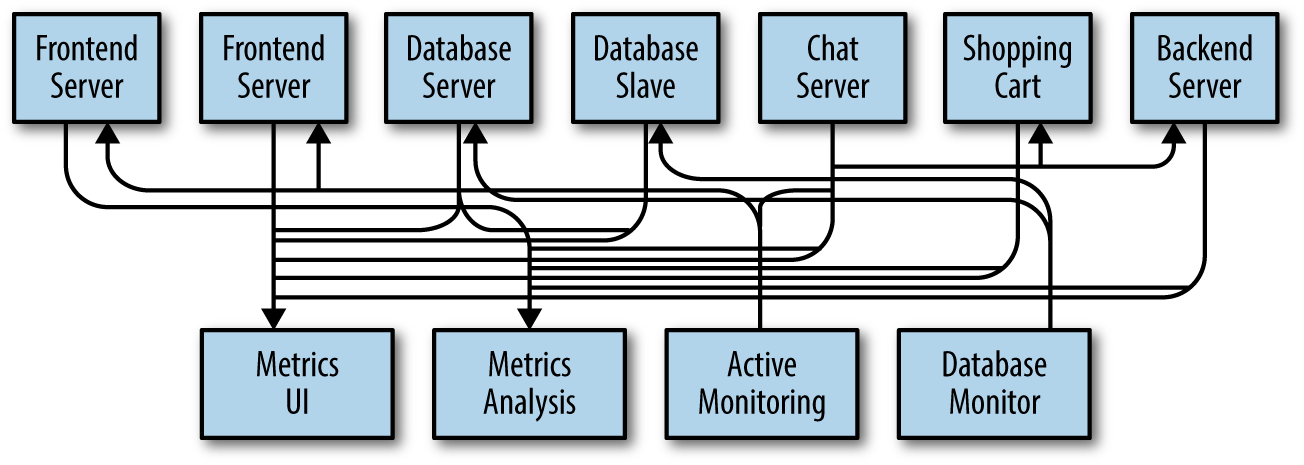 Frontend
Server
Frontend
Server
Database
Server
Database
Slave
Chat
Server
Shopping
Cart
Backend
Server
Metrics
UI
Metrics
Analysis
Active
Monitoring
Database
Monitor